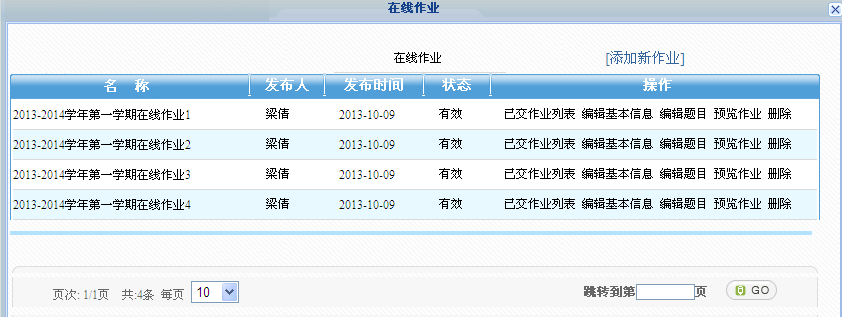 在线作业
在线作业 [添加新作业]
名 称 发布人 发布时间 状态 操作
2013-2014学年第一学期在线作业1 梁倩 2013-10-09 有效 已交作业列表 编辑基本信息 编辑题目 预览作业 删除
2013-2014学年第一学期在线作业2 梁倩 2013-10-09 有效 已交作业列表 编辑基本信息 编辑题目 预览作业 删除
2013-2014学年第一学期在线作业3 梁倩 2013-10-09 有效 已交作业列表 编辑基本信息 编辑题目 预览作业 删除
2013-2014学年第一学期在线作业4 梁倩 2013-10-09 有效 已交作业列表 编辑基本信息 编辑题目 预览作业 删除
页次: 1/1页 共:4条 每页 10 跳转到第 页 GO